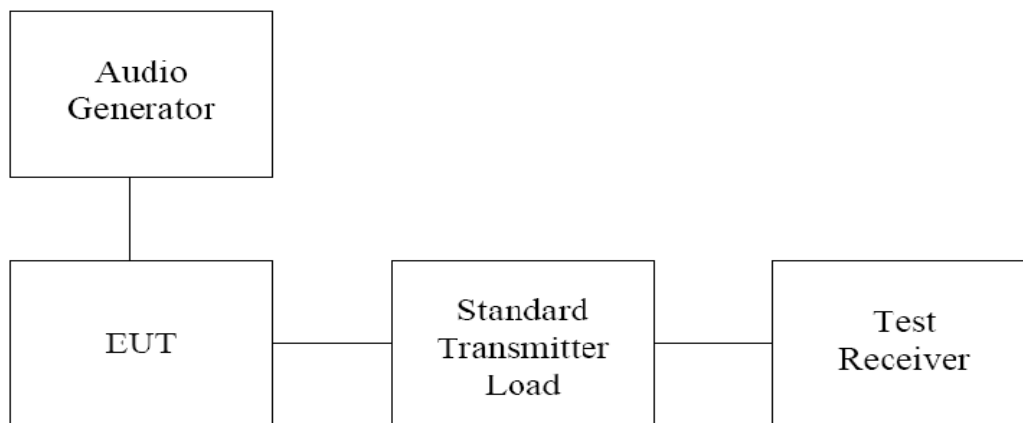 Audio
Generator
EUT
Standard
Transmitter
Load
Test
Receiver